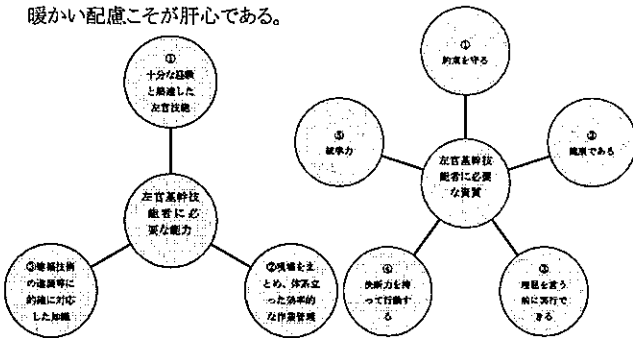 暖かい配慮こそが肝心である。
①
十分な経験
と熟達した
左官技能
左官基幹技
能者に必
要な能力
③建築技術
の進展等に
的確に対応
した知識
②現場をま
とめ、体系立
った効率的
な作業管理
①
約束を守る
⑤
統率力
②
誠実である
左官基幹技
能者に必要
な資質
④
決断力を持
って行動す
る
③
理屈を言う
前に実行で
きる